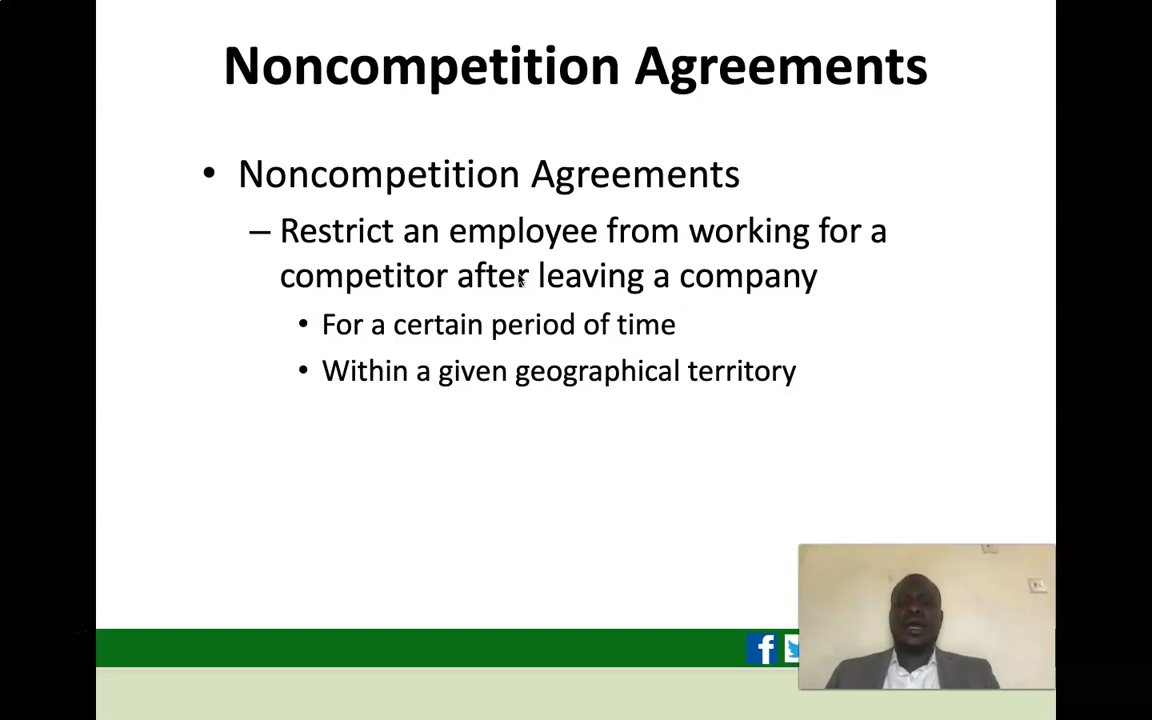 Noncompetition Agreements
• Noncompetition Agreements
– Restrict an employee from working for a
competitor after leaving a company
• For a certain period of time
• Within a given geographical territory